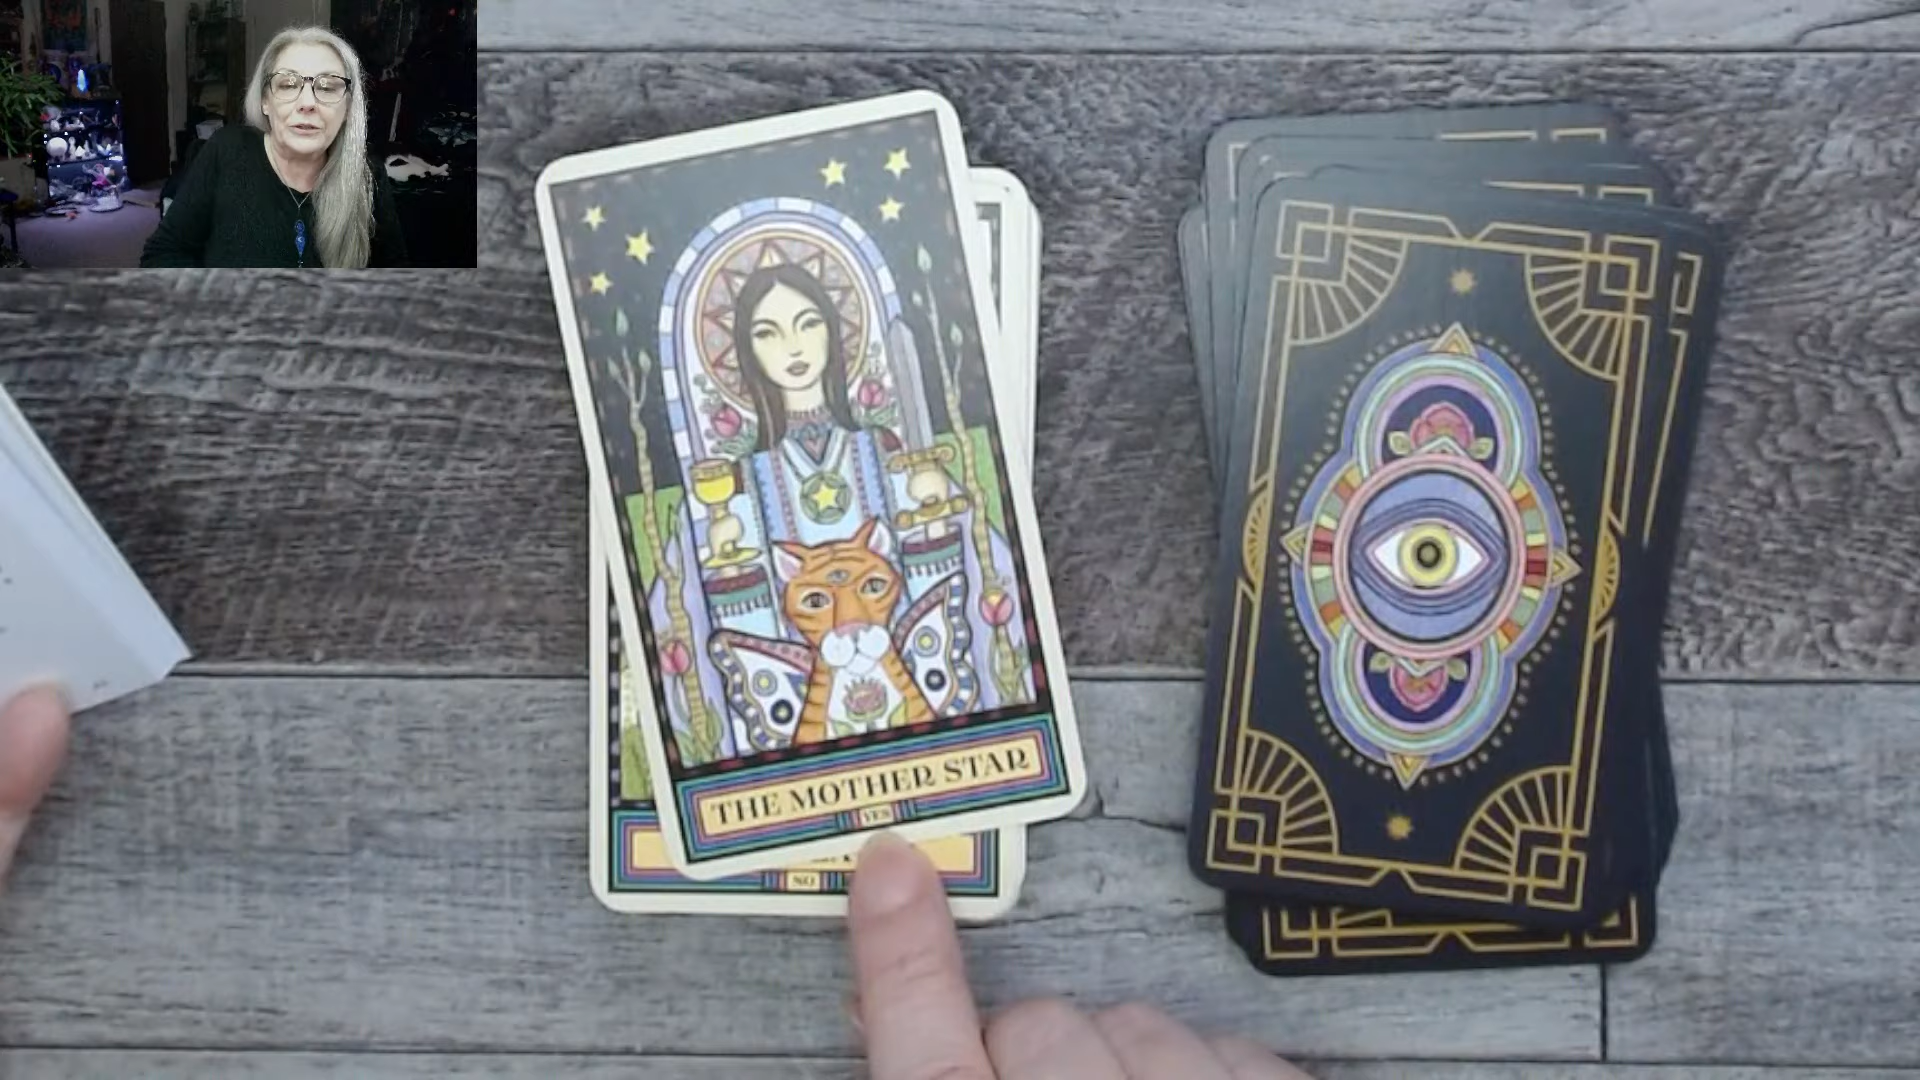 THE MOTHER STAR
YES
NO